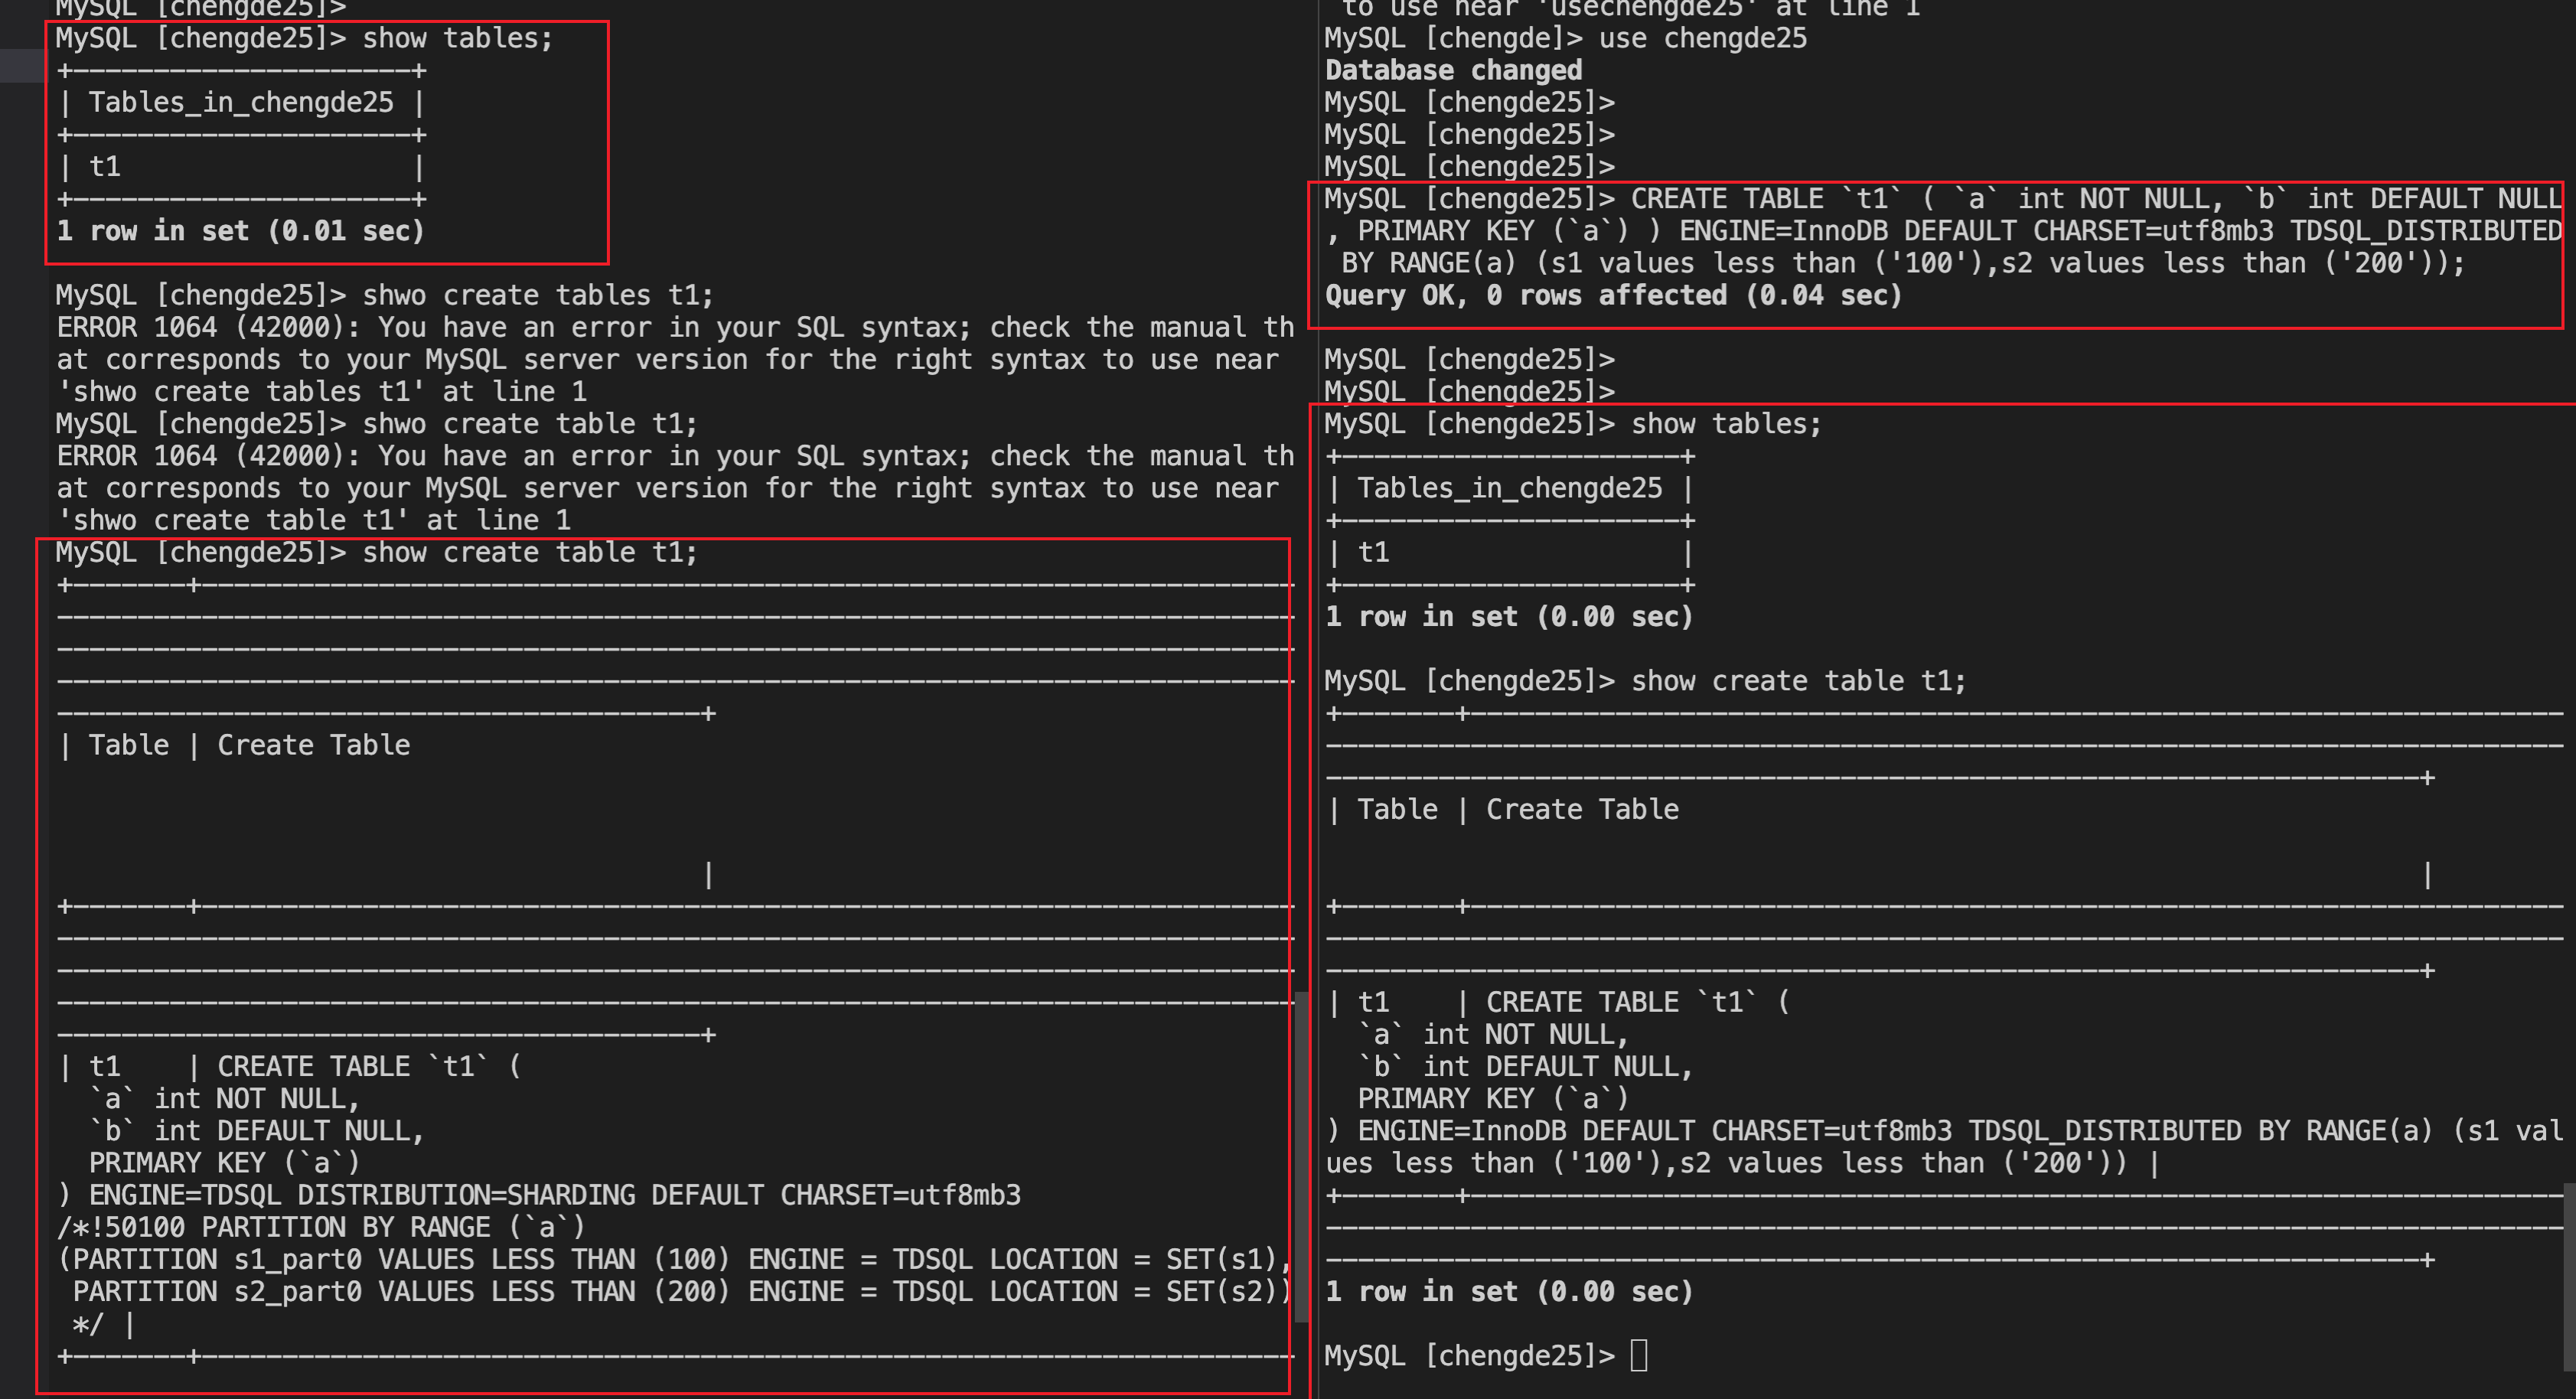 MySQL [chengde25]>
MySQL [chengde25]> show tables;
+---------------------+
| Tables_in_chengde25 |
+---------------------+
| t1                  |
+---------------------+
1 row in set (0.01 sec)
MySQL [chengde25]> shwo create tables t1;
ERROR 1064 (42000): You have an error in your SQL syntax; check the manual th
at corresponds to your MySQL server version for the right syntax to use near
'shwo create tables t1' at line 1
MySQL [chengde25]> shwo create table t1;
ERROR 1064 (42000): You have an error in your SQL syntax; check the manual th
at corresponds to your MySQL server version for the right syntax to use near
'shwo create table t1' at line 1
MySQL [chengde25]> show create table t1;
| Table | Create Table
|
| t1    | CREATE TABLE `t1` (
  `a` int NOT NULL,
  `b` int DEFAULT NULL,
  PRIMARY KEY (`a`)
) ENGINE=TDSQL DISTRIBUTION=SHARDING DEFAULT CHARSET=utf8mb3
/*!50100 PARTITION BY RANGE (`a`)
(PARTITION s1_part0 VALUES LESS THAN (100) ENGINE = TDSQL LOCATION = SET(s1),
 PARTITION s2_part0 VALUES LESS THAN (200) ENGINE = TDSQL LOCATION = SET(s2))
 */ |
to use near 'usechengde25' at line 1
MySQL [chengde]> use chengde25
Database changed
MySQL [chengde25]>
MySQL [chengde25]>
MySQL [chengde25]>
MySQL [chengde25]> CREATE TABLE `t1` ( `a` int NOT NULL, `b` int DEFAULT NULL
, PRIMARY KEY (`a`) ) ENGINE=InnoDB DEFAULT CHARSET=utf8mb3 TDSQL_DISTRIBUTED
 BY RANGE(a) (s1 values less than ('100'),s2 values less than ('200'));
Query OK, 0 rows affected (0.04 sec)
MySQL [chengde25]>
MySQL [chengde25]>
MySQL [chengde25]> show tables;
+---------------------+
| Tables_in_chengde25 |
+---------------------+
| t1                  |
+---------------------+
1 row in set (0.00 sec)
MySQL [chengde25]> show create table t1;
| Table | Create Table
|
| t1    | CREATE TABLE `t1` (
  `a` int NOT NULL,
  `b` int DEFAULT NULL,
  PRIMARY KEY (`a`)
) ENGINE=InnoDB DEFAULT CHARSET=utf8mb3 TDSQL_DISTRIBUTED BY RANGE(a) (s1 val
ues less than ('100'),s2 values less than ('200')) |
1 row in set (0.00 sec)
MySQL [chengde25]>